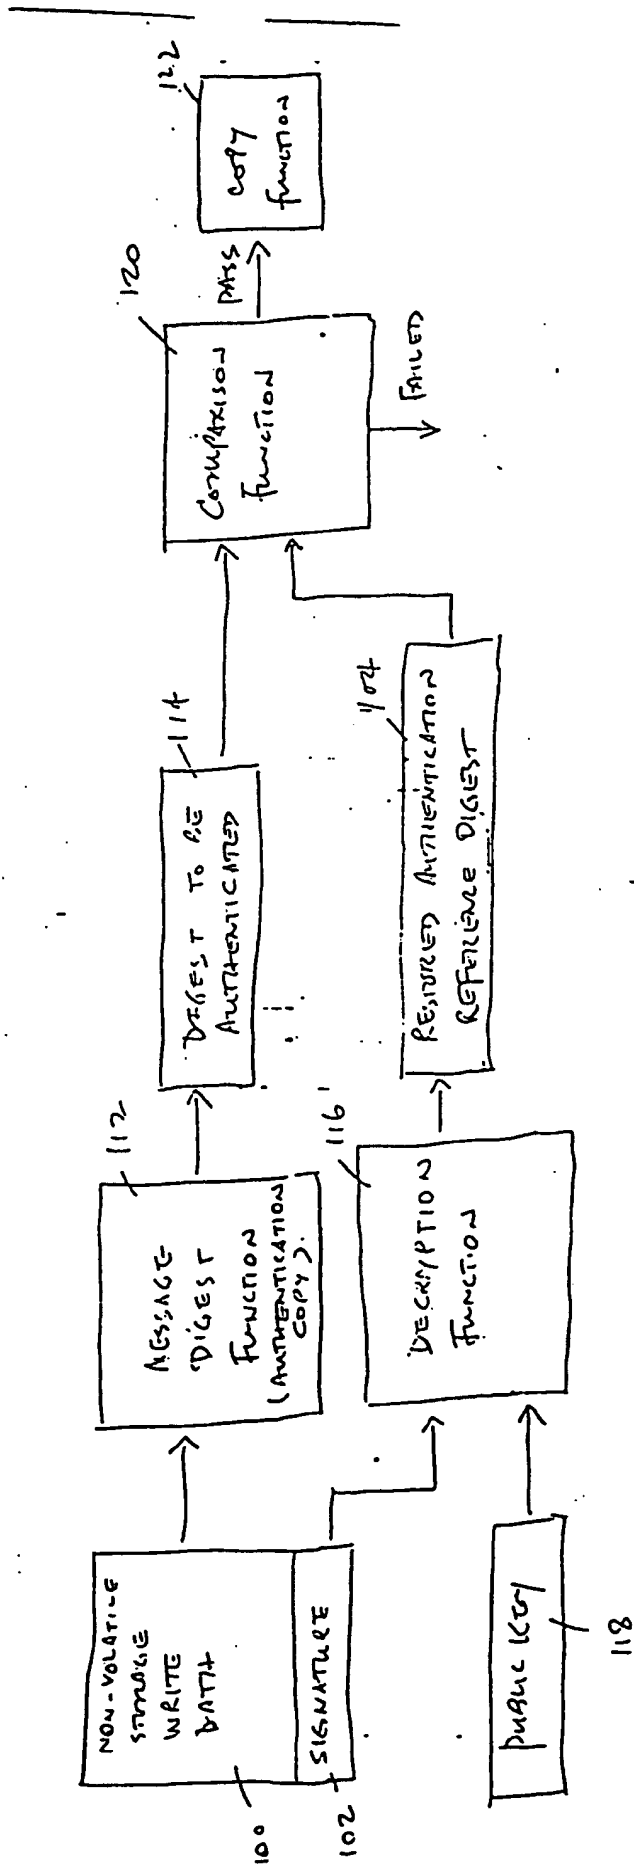 NON-VOLATILE
STORAGE
WRITE
DATA
100
SIGNATURE
102
PUBLIC KEY
118
MESSAGE
DIGEST
FUNCTION
(AUTHENTICATION
COPY).
112
DECRYPTION
FUNCTION
116
DIGEST TO BE
AUTHENTICATED
114
RESTORED AUTHENTICATION
REFERENCE DIGEST
104
COMPARISON
FUNCTION
120
PASS
FAILED
COPY
FUNCTION
122